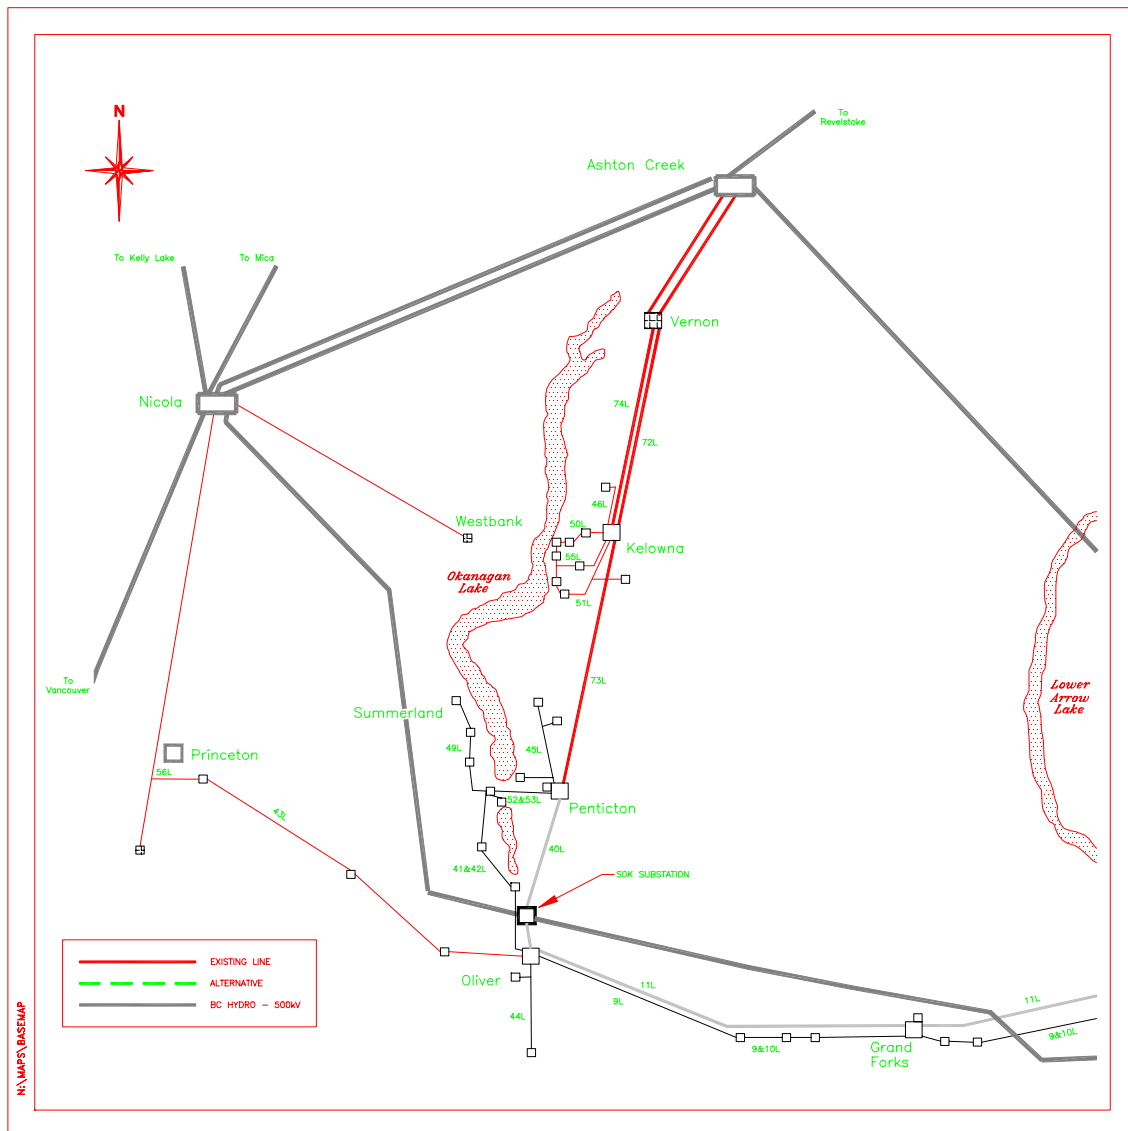 N
To
Revelstoke
Ashton Creek
To Kelly Lake
To Mica
Vernon
Nicola
74L
72L
46L
Westbank
50L
Kelowna
55L
Okanagan
Lake
51L
To
Vancouver
73L
Lower
Arrow
Lake
Summerland
49L
45L
Princeton
56L
52&53L
Penticton
43L
40L
41&42L
SOK SUBSTATION
EXISTING LINE
ALTERNATIVE
BC HYDRO - 500kV
Oliver
11L
9L
44L
11L
9&10L
9&10L
Grand
Forks
N:\MAPS\BASEMAP